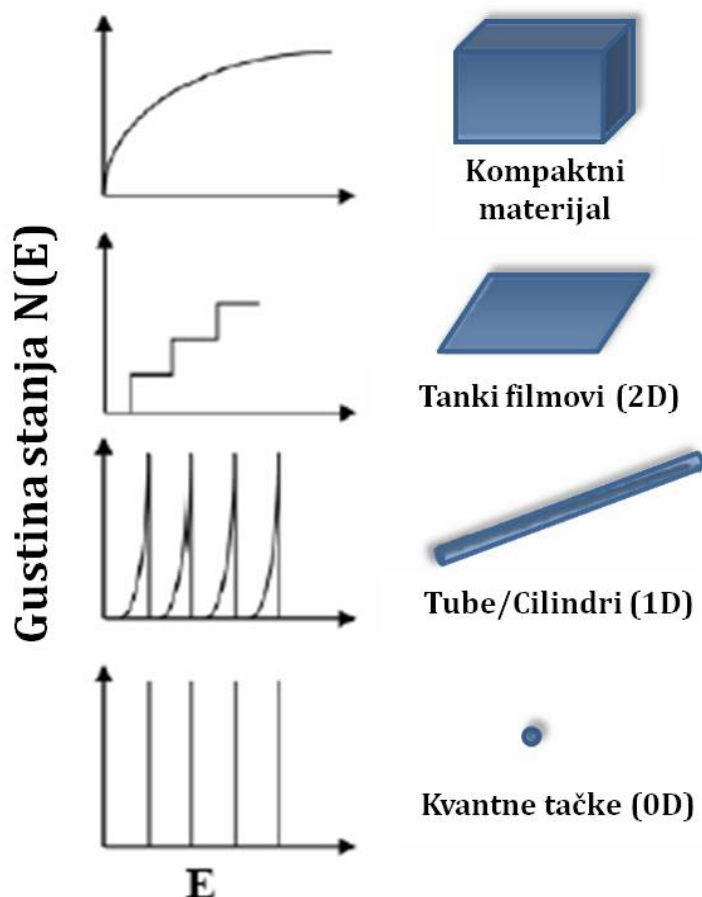 Gustina stanja N(E)
Kompaktni
materijal
Tanki filmovi (2D)
Tube/Cilindri (1D)
Kvantne tačke (0D)
E